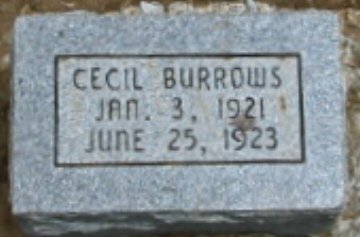 CECIL BURROWS
JAN. 3, 1921
JUNE 25, 1923